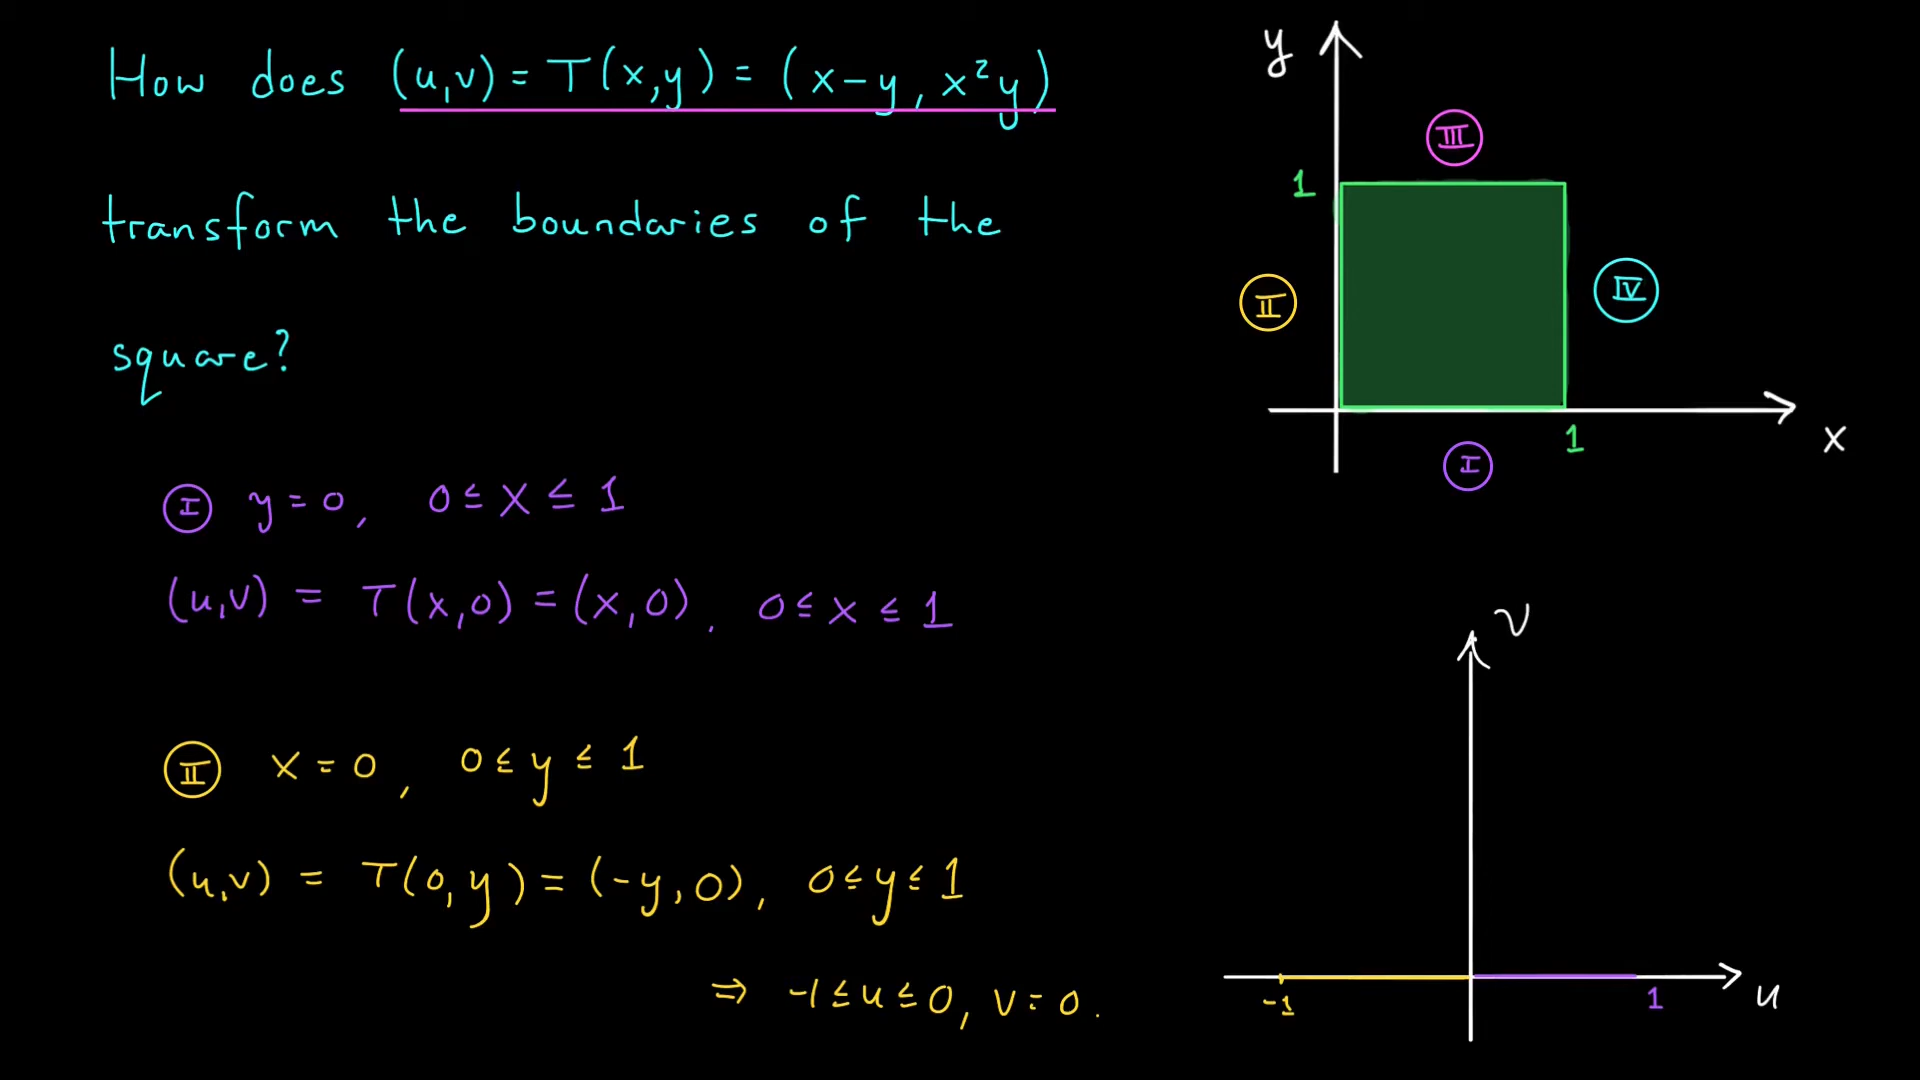 How does (u,v) = T(x,y) = (x-y, x²y)
transform the boundaries of the
square?
Ⓘ y=0, 0≤x≤1
(u,v) = T(x,0) = (x,0), 0≤x≤1
Ⅱ x=0, 0≤y≤1
(u,v) = T(0,y) = (-y,0), 0≤y≤1
⇒ -1≤u≤0, v=0.
y
Ⅲ
1
Ⅱ
Ⅳ
1
x
Ⅰ
v
-1
1
u